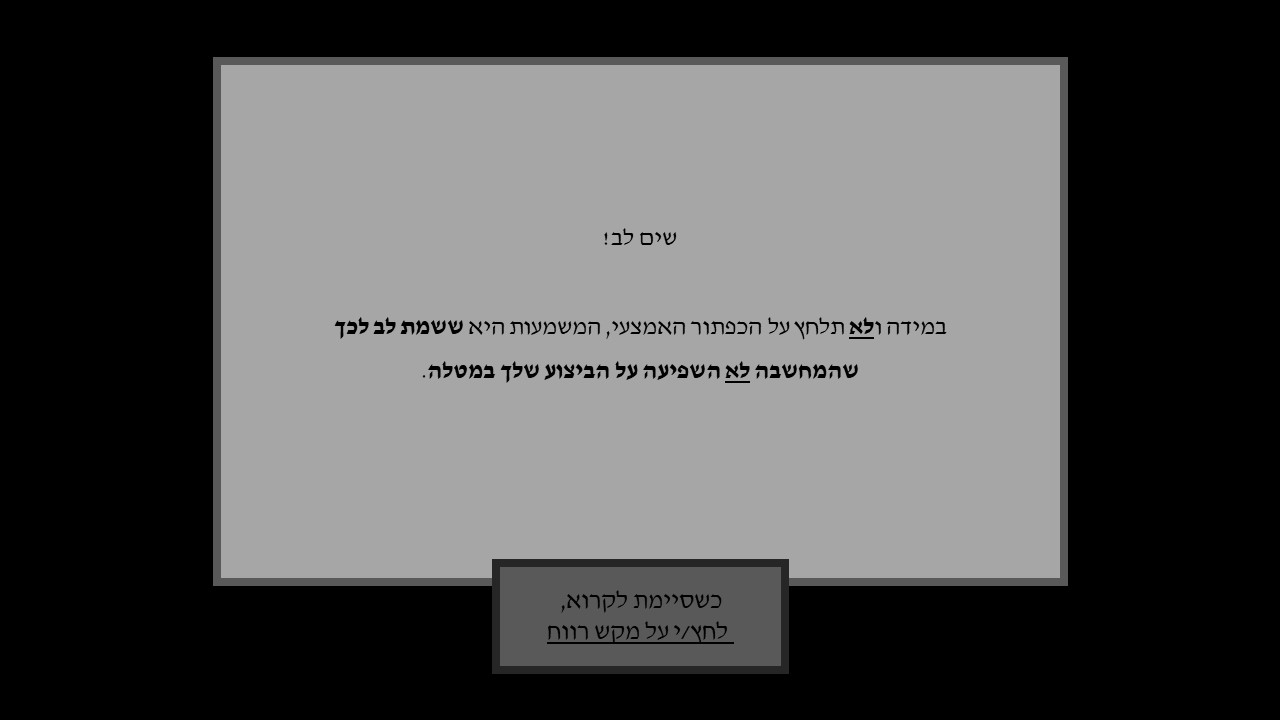 שים לב!
במידה ולא תלחץ על הכפתור האמצעי, המשמעות היא ששמת לב לכך
שהמחשבה לא השפיעה על הביצוע שלך במטלה.
כשסיימת לקרוא,
לחץ/י על מקש רווח